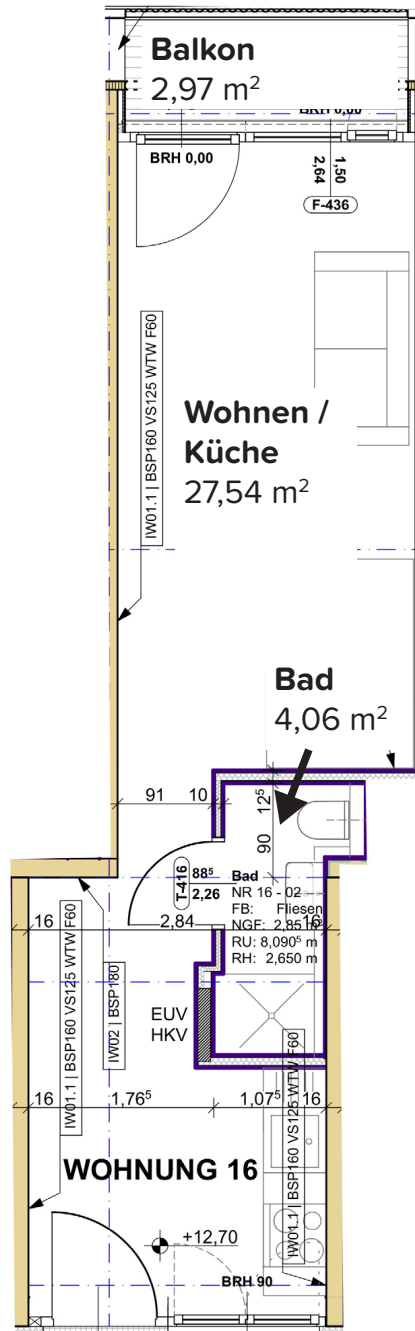 Balkon
2,97 m²
BRH 0,00
BRH 0,00
1,50
2,64
F-436
IW01.1 | BSP160 VS125 WTW F60
Wohnen /
Küche
27,54 m²
Bad
4,06 m²
91 10
12⁵
90
T-416
88⁵
2,26
Bad
NR 16 - 02
FB: Fliesen
NGF: 2,85 m²
RU: 8,090⁵ m
RH: 2,650 m
16 2,84 16
IW01.1 | BSP160 VS125 WTW F60
IW02 | BSP180
EUV
HKV
IW01.1 | BSP160 VS125 WTW F60
16 1,76⁵ 1,07⁵ 16
WOHNUNG 16
+12,70
BRH 90